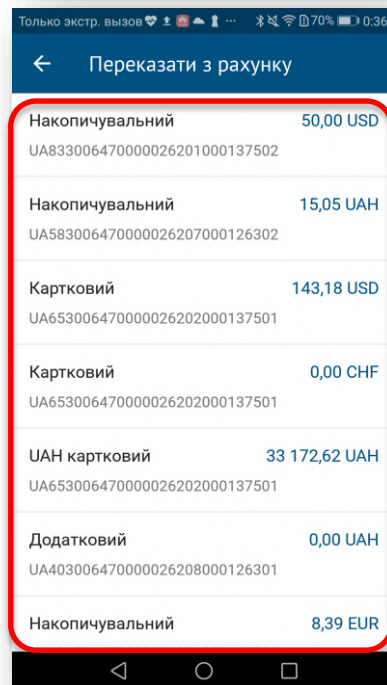 Только экстр. вызов ... 70% 0:36
Переказати з рахунку
Накопичувальний 50,00 USD
UA833006470000026201000137502
Накопичувальний 15,05 UAH
UA583006470000026207000126302
Картковий 143,18 USD
UA653006470000026202000137501
Картковий 0,00 CHF
UA653006470000026202000137501
UAH картковий 33 172,62 UAH
UA653006470000026202000137501
Додатковий 0,00 UAH
UA403006470000026208000126301
Накопичувальний 8,39 EUR